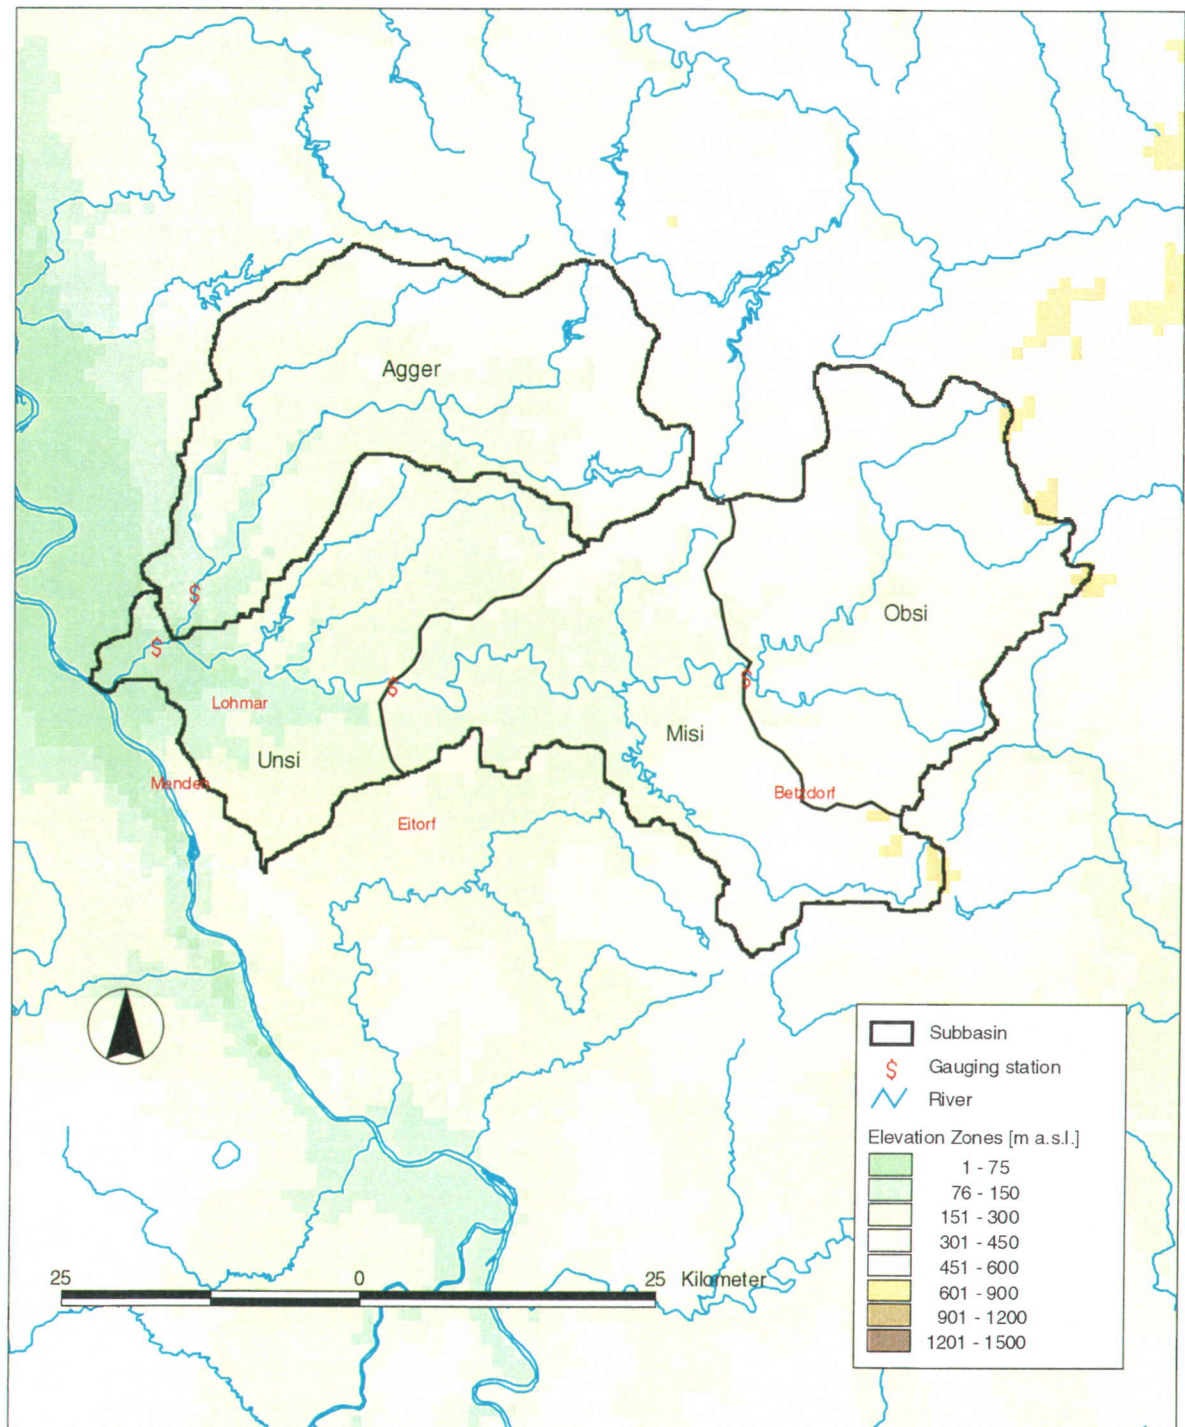 Agger
Obsi
Lohmar
Misi
Unsi
Menden
Betzdorf
Eitorf
Subbasin
$ Gauging station
River
Elevation Zones [m a.s.l.]
1 - 75
76 - 150
151 - 300
301 - 450
451 - 600
601 - 900
901 - 1200
1201 - 1500
25 0 25 Kilometer
$
$
$
$